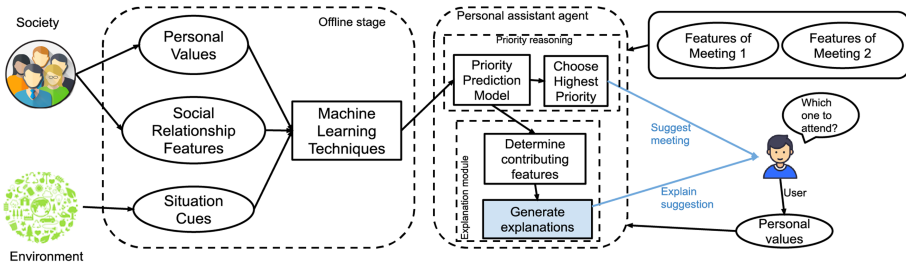 Society
Environment
Offline stage
Personal
Values
Social
Relationship
Features
Situation
Cues
Machine
Learning
Techniques
Personal assistant agent
Priority reasoning
Priority
Prediction
Model
Choose
Highest
Priority
Explanation module
Determine
contributing
features
Generate
explanations
Features of
Meeting 1
Features of
Meeting 2
Suggest
meeting
Explain
suggestion
Which
one to
attend?
User
Personal
values